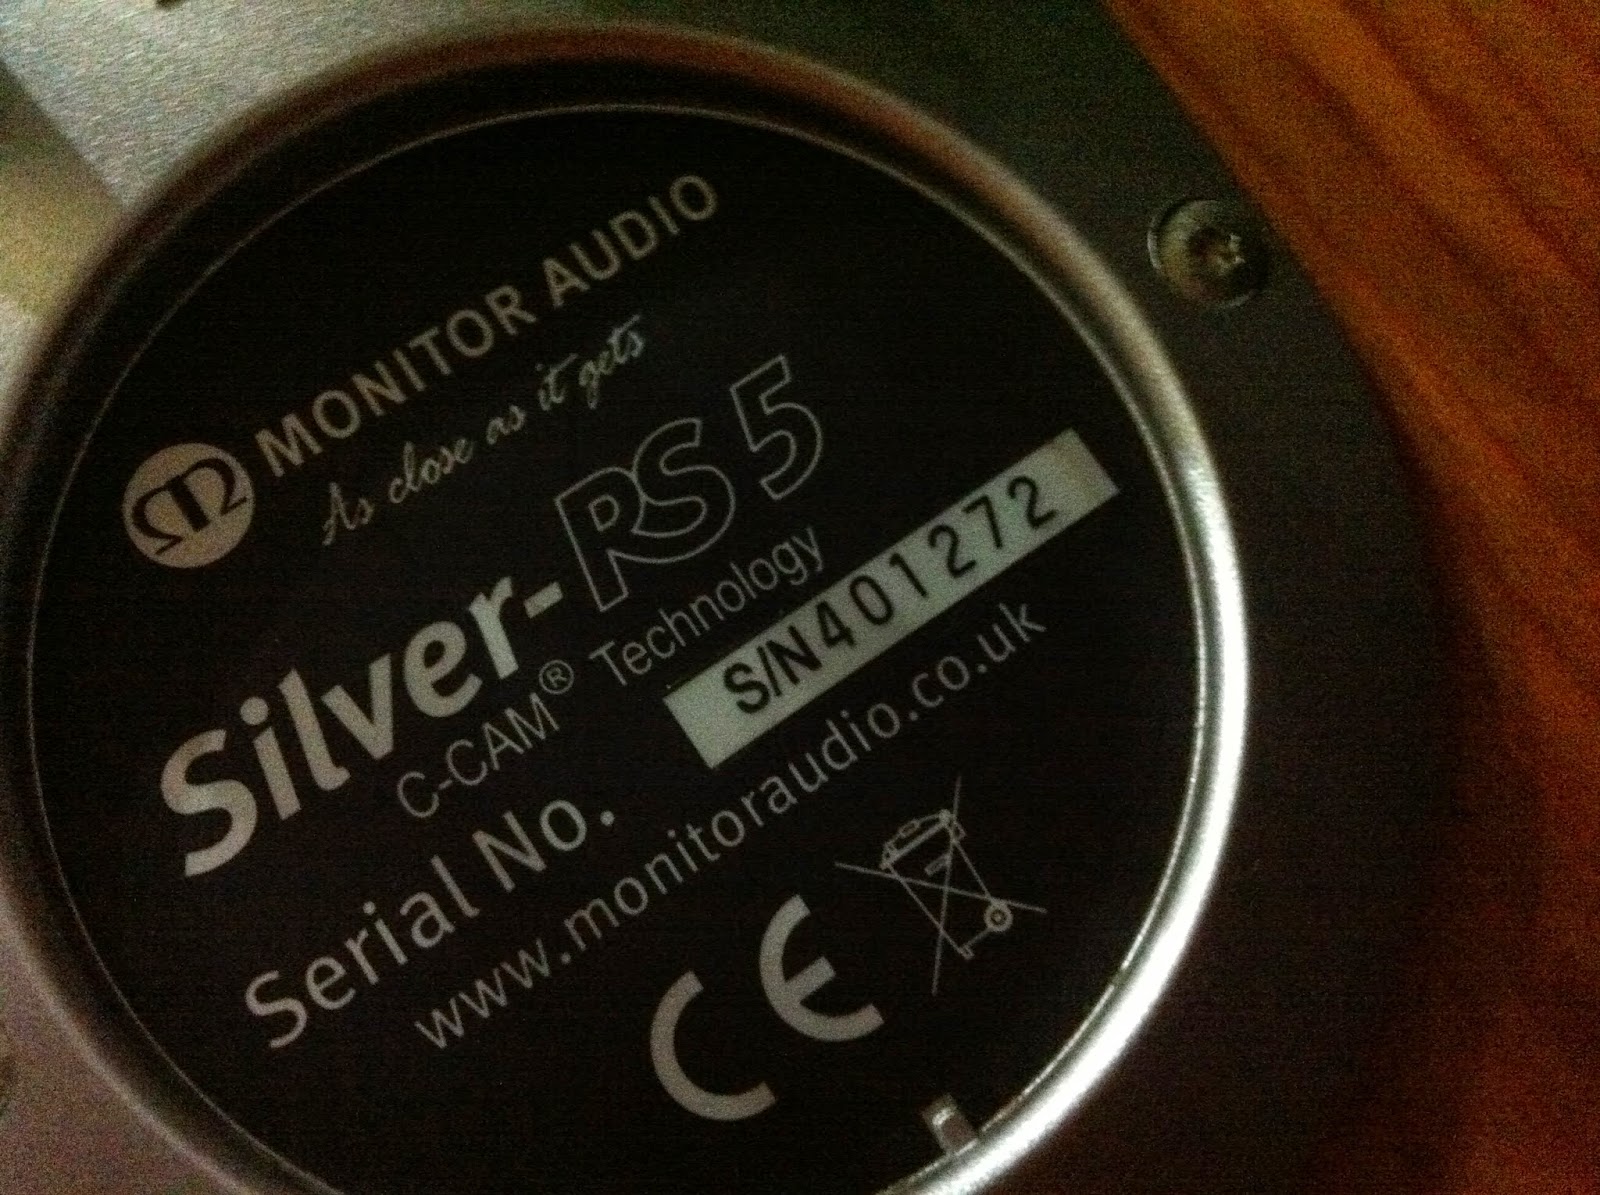 MONITOR AUDIO
As close as it gets
Silver-RS 5
C-CAM® Technology
Serial No. S/N401272
www.monitoraudio.co.uk
CE